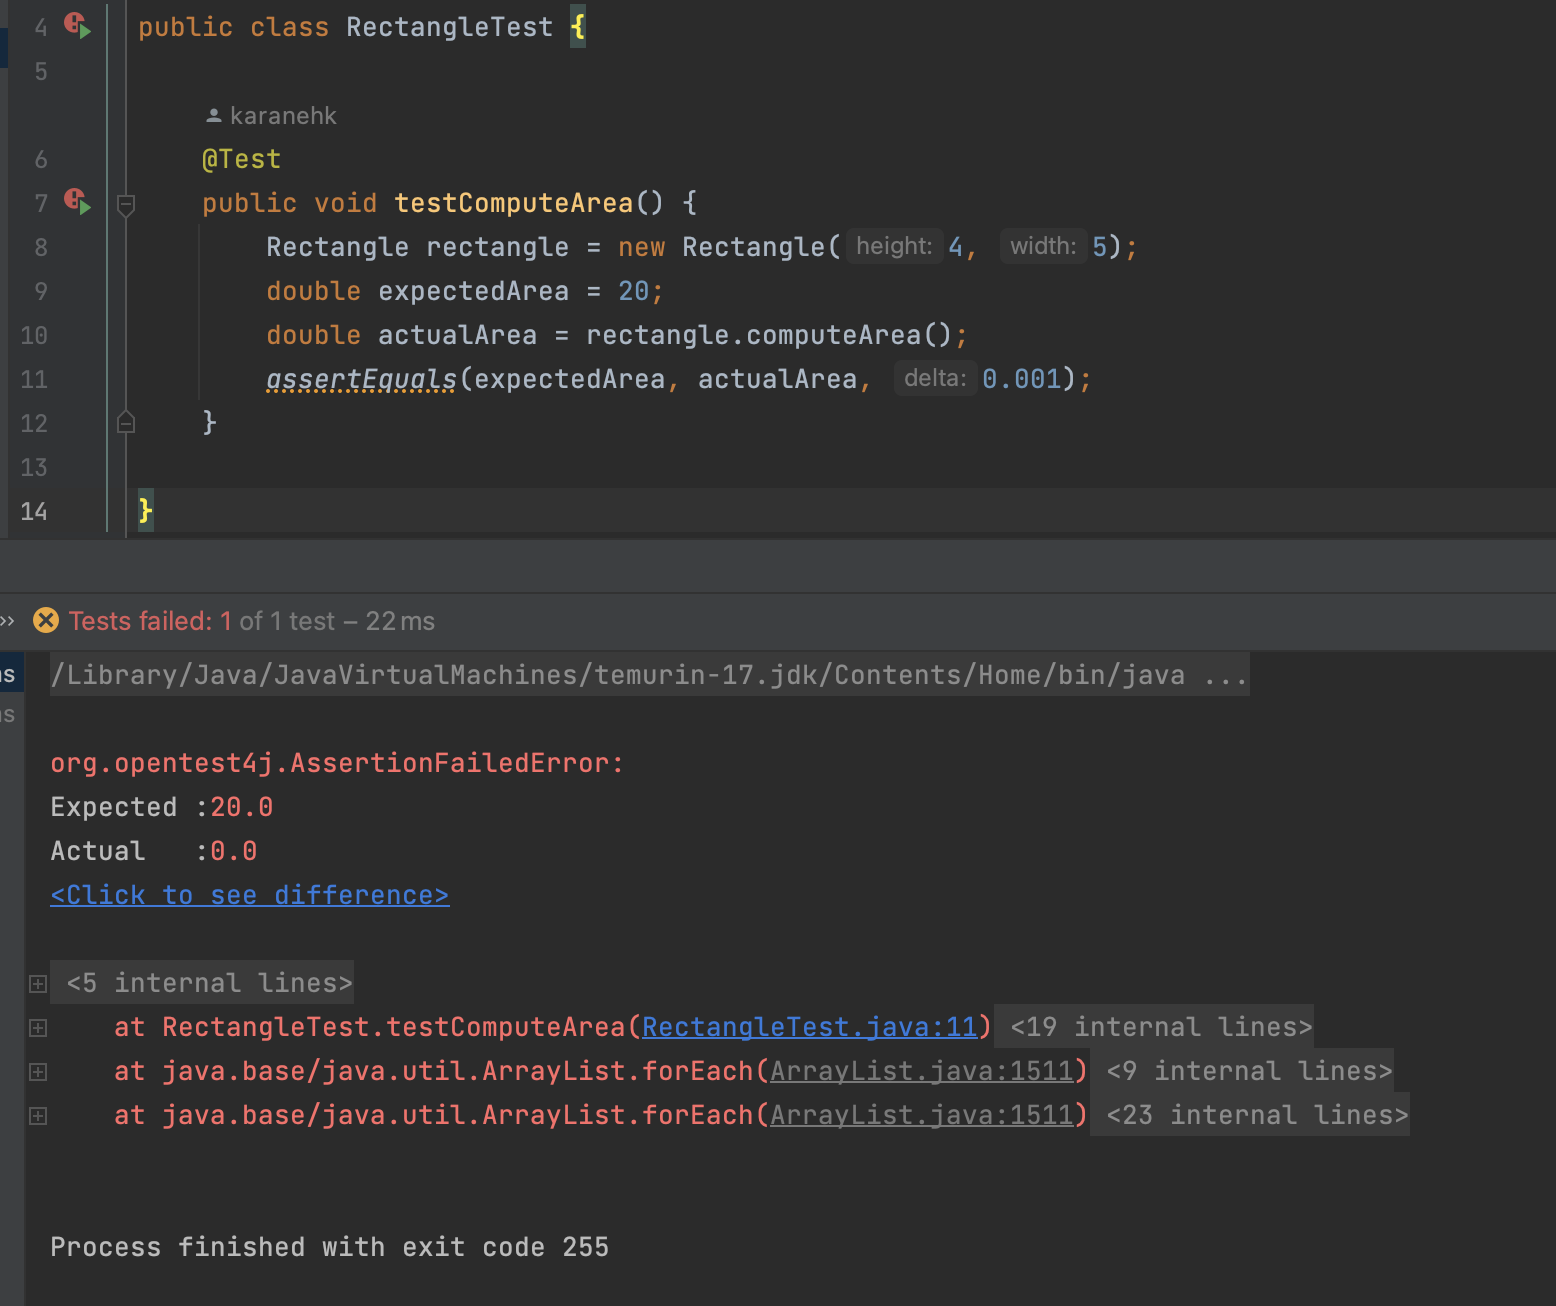 4 public class RectangleTest {
5
karanehk
6 @Test
7 public void testComputeArea() {
8 Rectangle rectangle = new Rectangle( height: 4, width: 5);
9 double expectedArea = 20;
10 double actualArea = rectangle.computeArea();
11 assertEquals(expectedArea, actualArea, delta: 0.001);
12 }
13
14 }
>> Tests failed: 1 of 1 test – 22 ms
/Library/Java/JavaVirtualMachines/temurin-17.jdk/Contents/Home/bin/java ...
org.opentest4j.AssertionFailedError:
Expected :20.0
Actual :0.0
<Click to see difference>
<5 internal lines>
at RectangleTest.testComputeArea(RectangleTest.java:11) <19 internal lines>
at java.base/java.util.ArrayList.forEach(ArrayList.java:1511) <9 internal lines>
at java.base/java.util.ArrayList.forEach(ArrayList.java:1511) <23 internal lines>
Process finished with exit code 255